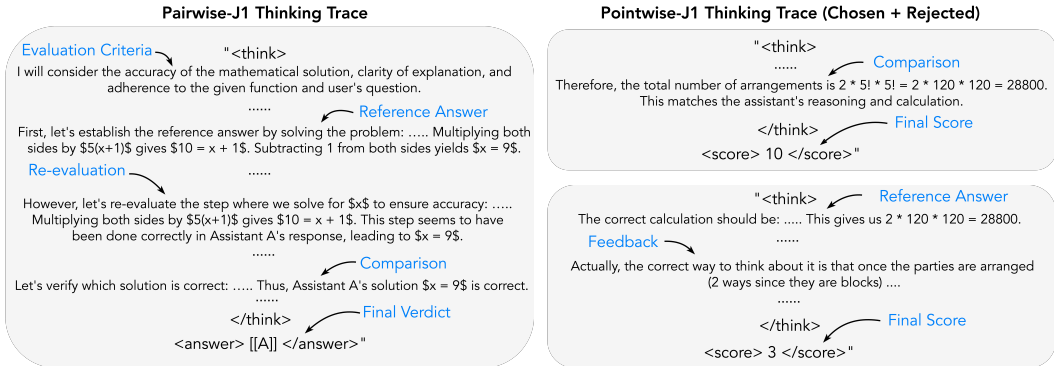 Pairwise-J1 Thinking Trace
Evaluation Criteria
"<think>
I will consider the accuracy of the mathematical solution, clarity of explanation, and
adherence to the given function and user's question.
......
Reference Answer
First, let's establish the reference answer by solving the problem: ..... Multiplying both
sides by $5(x+1)$ gives $10 = x + 1$. Subtracting 1 from both sides yields $x = 9$.
Re-evaluation
......
However, let's re-evaluate the step where we solve for $x$ to ensure accuracy: .....
Multiplying both sides by $5(x+1)$ gives $10 = x + 1$. This step seems to have
been done correctly in Assistant A's response, leading to $x = 9$.
......
Comparison
Let's verify which solution is correct: ..... Thus, Assistant A's solution $x = 9$ is correct.
......
</think>
Final Verdict
<answer> [[A]] </answer>"
Pointwise-J1 Thinking Trace (Chosen + Rejected)
"<think>
......
Comparison
Therefore, the total number of arrangements is 2 * 5! * 5! = 2 * 120 * 120 = 28800.
This matches the assistant's reasoning and calculation.
</think>
Final Score
<score> 10 </score>"
"<think>
Reference Answer
The correct calculation should be: ..... This gives us 2 * 120 * 120 = 28800.
......
Feedback
Actually, the correct way to think about it is that once the parties are arranged
(2 ways since they are blocks) ....
......
</think>
Final Score
<score> 3 </score>"